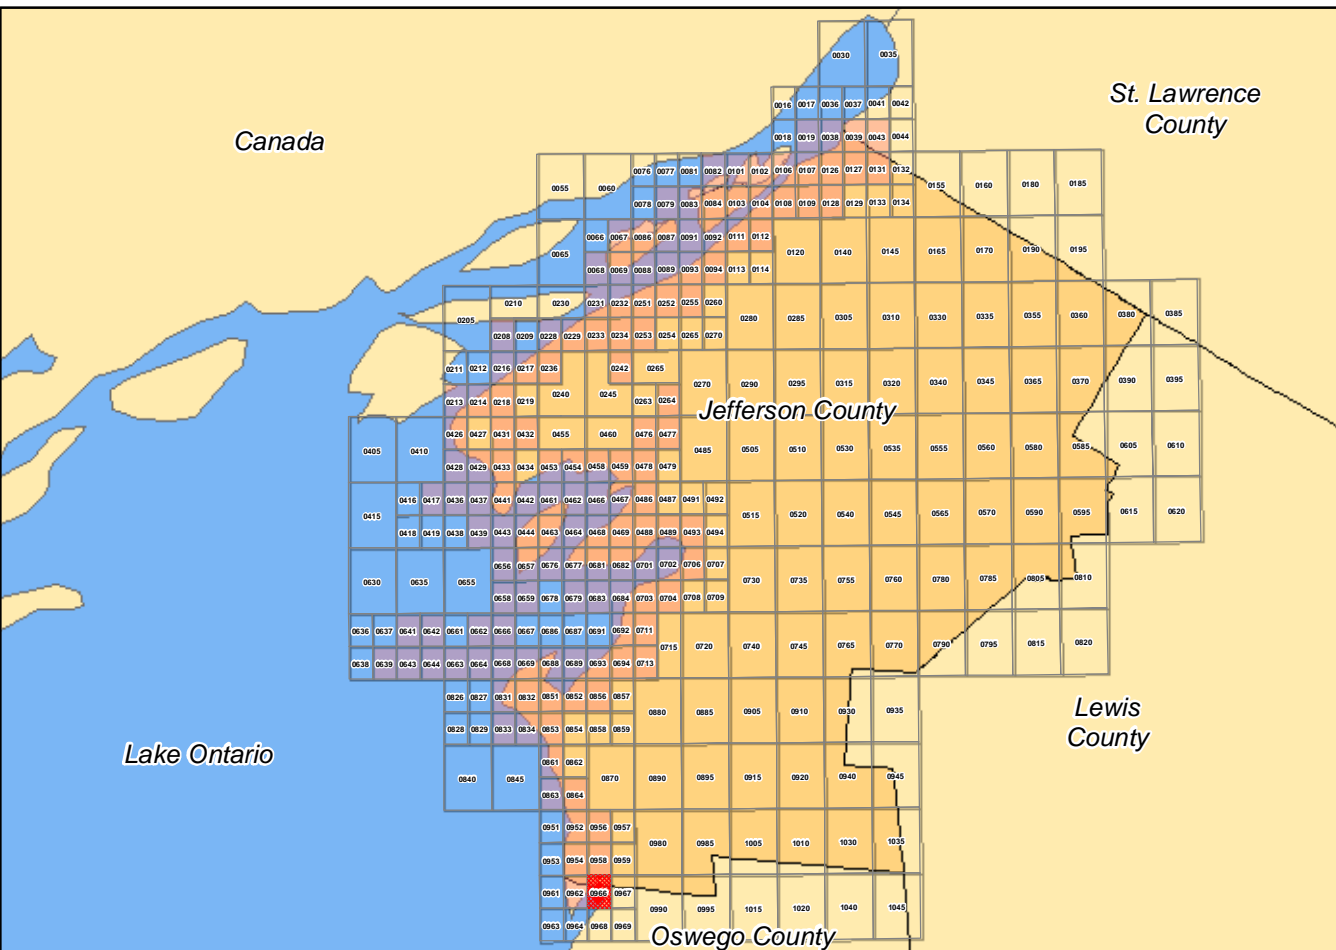 0030 0035
St. Lawrence
County
0016 0017 0036 0037 0041 0042
Canada
0018 0019 0038 0039 0043 0044
0076 0077 0081 0082 0101 0102 0106 0107 0126 0127 0131 0132
0055 0060 0155 0160 0180 0185
0078 0079 0083 0084 0103 0104 0108 0109 0128 0129 0133 0134
0066 0067 0086 0087 0091 0092 0111 0112
0065 0120 0140 0145 0165 0170 0190 0195
0068 0069 0088 0089 0093 0094 0113 0114
0210 0230 0231 0232 0251 0252 0255 0260
0205 0280 0285 0305 0310 0330 0335 0355 0360 0380 0385
0208 0209 0228 0229 0233 0234 0253 0254 0265 0270
0211 0212 0216 0217 0236 0242 0265
0270 0290 0295 0315 0320 0340 0345 0365 0370 0390 0395
0213 0214 0218 0219 0240 0245 0263 0264
Jefferson County
0426 0427 0431 0432 0455 0460 0476 0477
0405 0410 0485 0505 0510 0530 0535 0555 0560 0580 0585 0605 0610
0428 0429 0433 0434 0453 0454 0458 0459 0478 0479
0416 0417 0436 0437 0441 0442 0461 0462 0466 0467 0486 0487 0491 0492
0415 0515 0520 0540 0545 0565 0570 0590 0595 0615 0620
0418 0419 0438 0439 0443 0444 0463 0464 0468 0469 0488 0489 0493 0494
0656 0657 0676 0677 0681 0682 0701 0702 0706 0707
0630 0635 0655 0730 0735 0755 0760 0780 0785 0805 0810
0658 0659 0678 0679 0683 0684 0703 0704 0708 0709
0636 0637 0641 0642 0661 0662 0666 0667 0686 0687 0691 0692 0711
0715 0720 0740 0745 0765 0770 0790 0795 0815 0820
0638 0639 0643 0644 0663 0664 0668 0669 0688 0689 0693 0694 0713
0826 0827 0831 0832 0851 0852 0856 0857
0880 0885 0905 0910 0930 0935
Lewis
County
0828 0829 0833 0834 0853 0854 0858 0859
Lake Ontario
0861 0862
0840 0845 0870 0890 0895 0915 0920 0940 0945
0863 0864
0951 0952 0956 0957
0980 0985 1005 1010 1030 1035
0953 0954 0958 0959
0961 0962 0966 0967
0990 0995 1015 1020 1040 1045
0963 0964 0968 0969
Oswego County